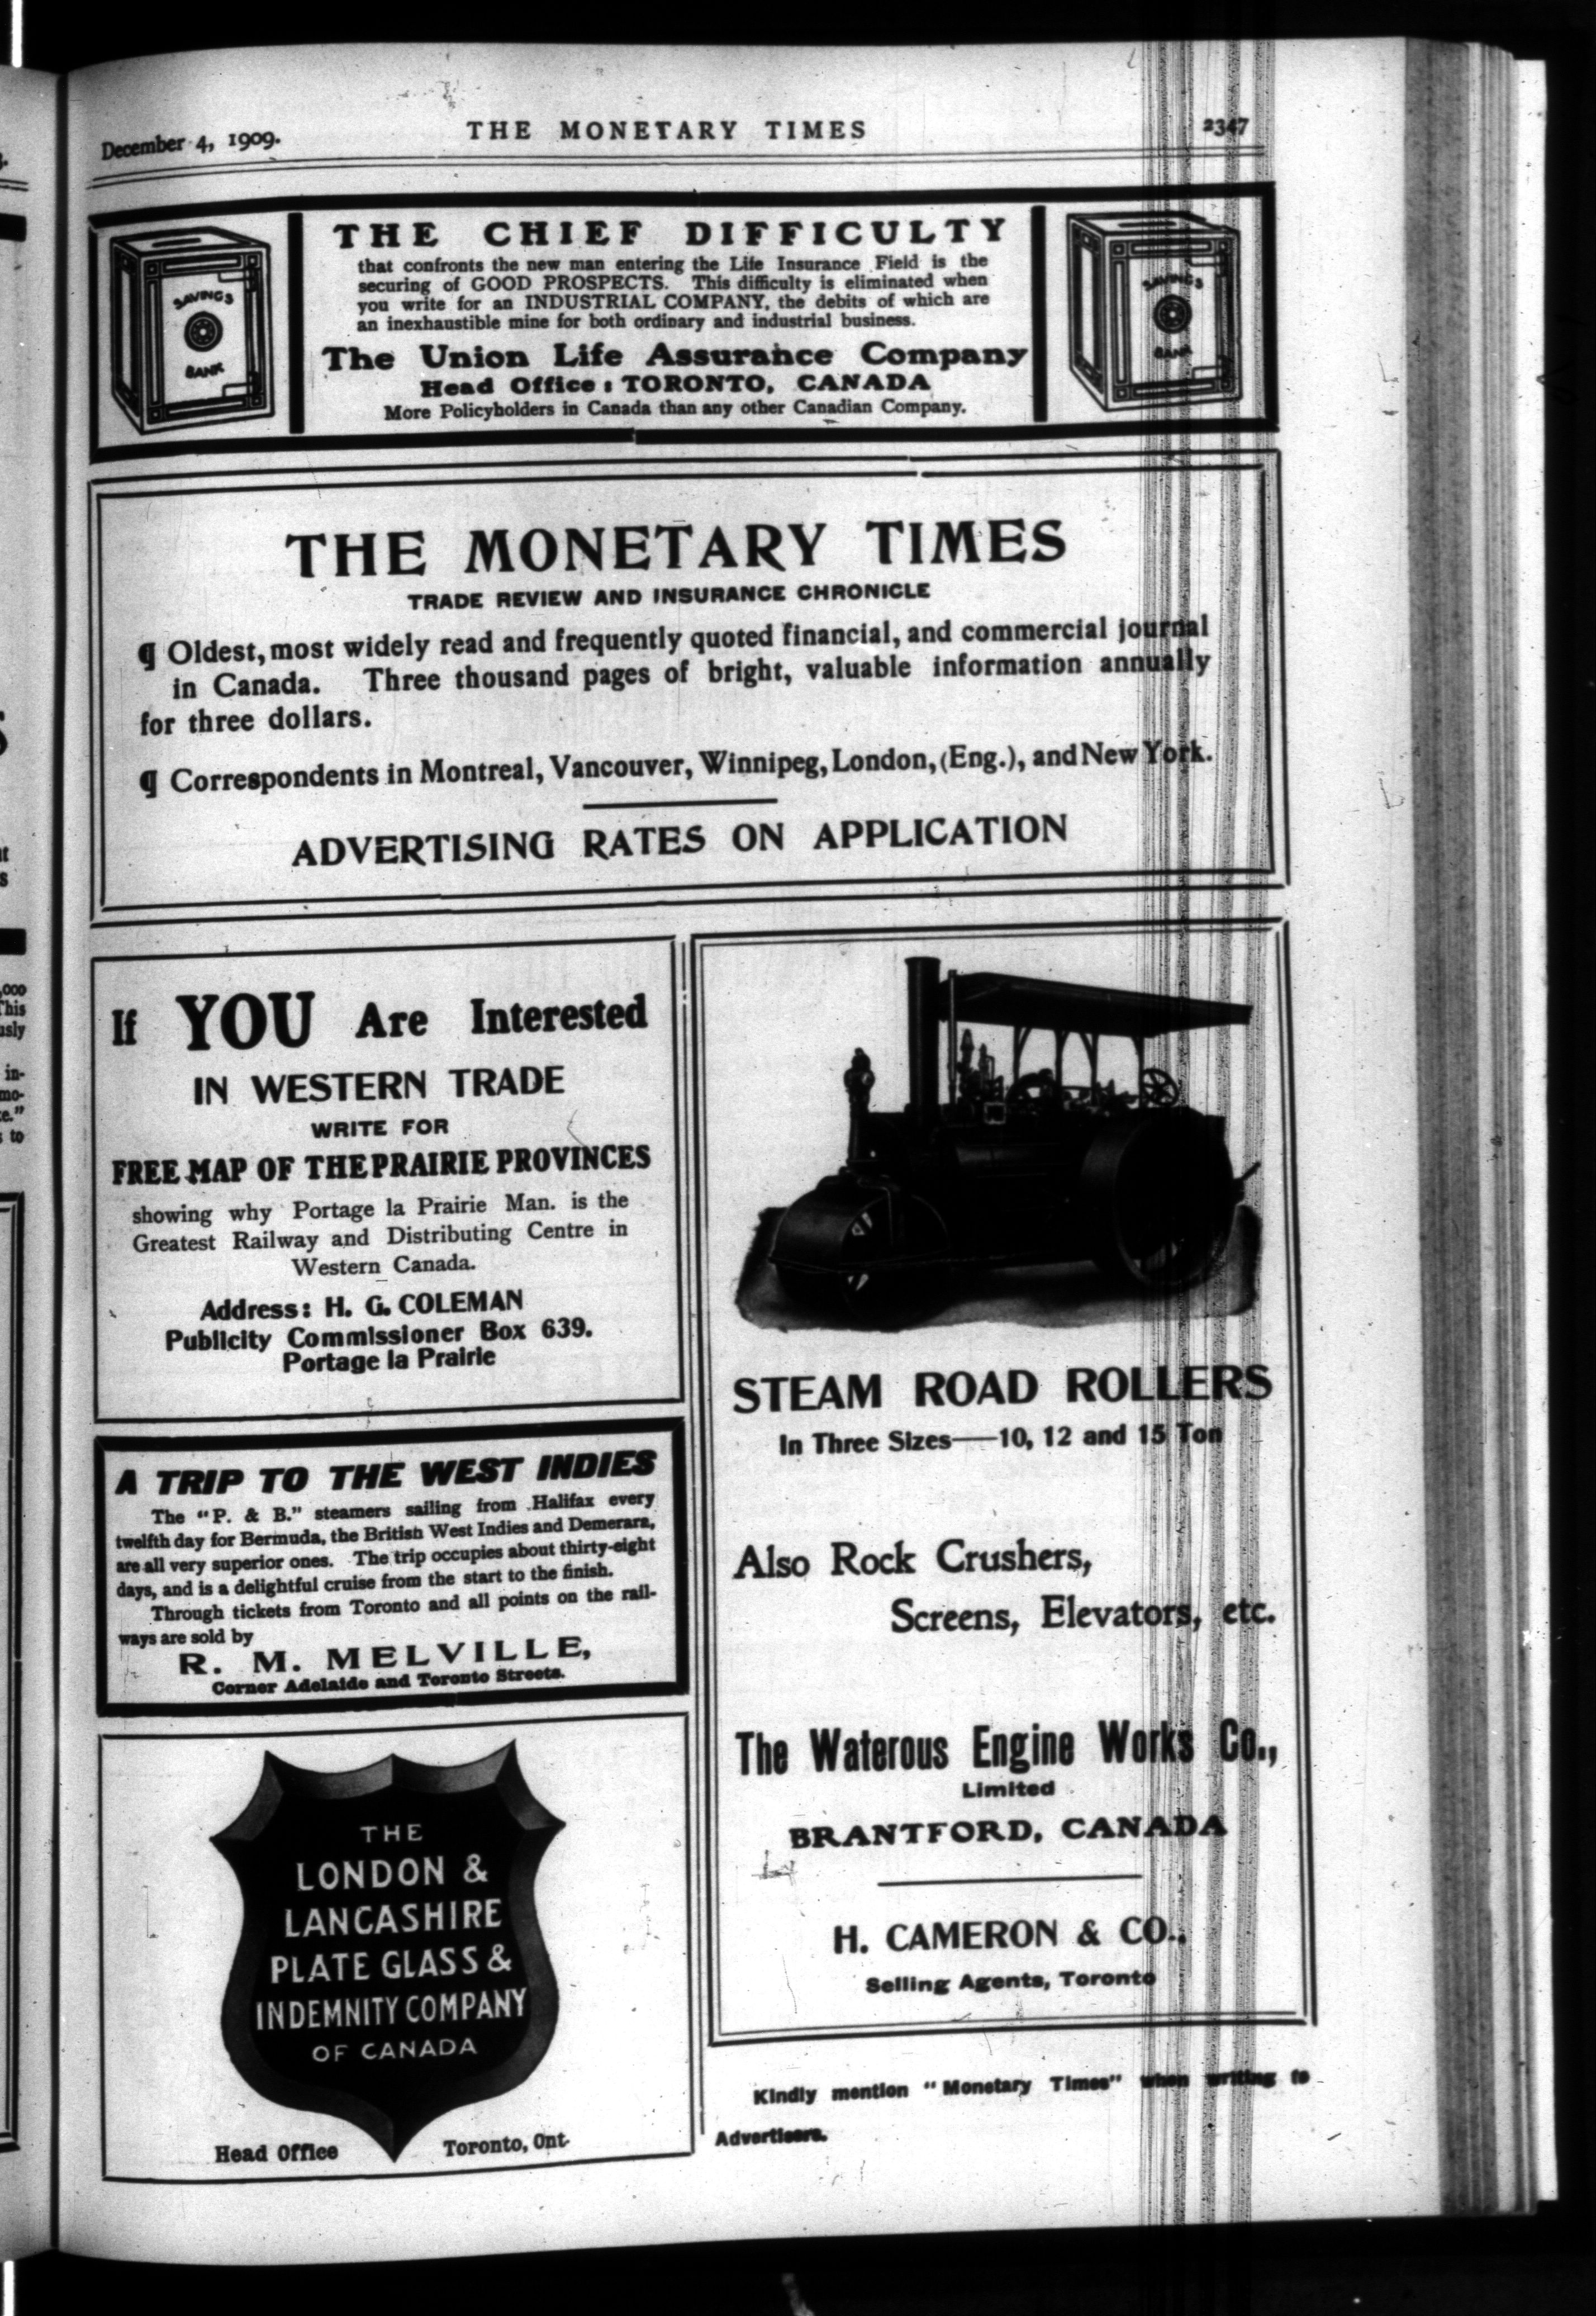 December 4, 1909.
THE MONETARY TIMES
2347
SAVINGS
BANK
THE CHIEF DIFFICULTY
that confronts the new man entering the Life Insurance Field is the
securing of GOOD PROSPECTS. This difficulty is eliminated when
you write for an INDUSTRIAL COMPANY, the debits of which are
an inexhaustible mine for both ordinary and industrial business.
The Union Life Assurance Company
Head Office: TORONTO, CANADA
More Policyholders in Canada than any other Canadian Company.
SAVINGS
BANK
THE MONETARY TIMES
TRADE REVIEW AND INSURANCE CHRONICLE
¶ Oldest, most widely read and frequently quoted financial, and commercial journal
in Canada. Three thousand pages of bright, valuable information annually
for three dollars.
¶ Correspondents in Montreal, Vancouver, Winnipeg, London, (Eng.), and New York.
ADVERTISING RATES ON APPLICATION
If YOU Are Interested
IN WESTERN TRADE
WRITE FOR
FREE MAP OF THE PRAIRIE PROVINCES
showing why Portage la Prairie Man. is the
Greatest Railway and Distributing Centre in
Western Canada.
Address: H. G. COLEMAN
Publicity Commissioner Box 639.
Portage la Prairie
A TRIP TO THE WEST INDIES
The "P. & B." steamers sailing from Halifax every
twelfth day for Bermuda, the British West Indies and Demerara,
are all very superior ones. The trip occupies about thirty-eight
days, and is a delightful cruise from the start to the finish.
Through tickets from Toronto and all points on the rail-
ways are sold by
R. M. MELVILLE,
Corner Adelaide and Toronto Streets.
THE
LONDON &
LANCASHIRE
PLATE GLASS &
INDEMNITY COMPANY
OF CANADA
Head Office Toronto, Ont.
STEAM ROAD ROLLERS
In Three Sizes—10, 12 and 15 Ton
Also Rock Crushers,
Screens, Elevators, etc.
The Waterous Engine Works Co.,
Limited
BRANTFORD, CANADA
H. CAMERON & CO.,
Selling Agents, Toronto
Kindly mention "Monetary Times" when writing to
Advertisers.